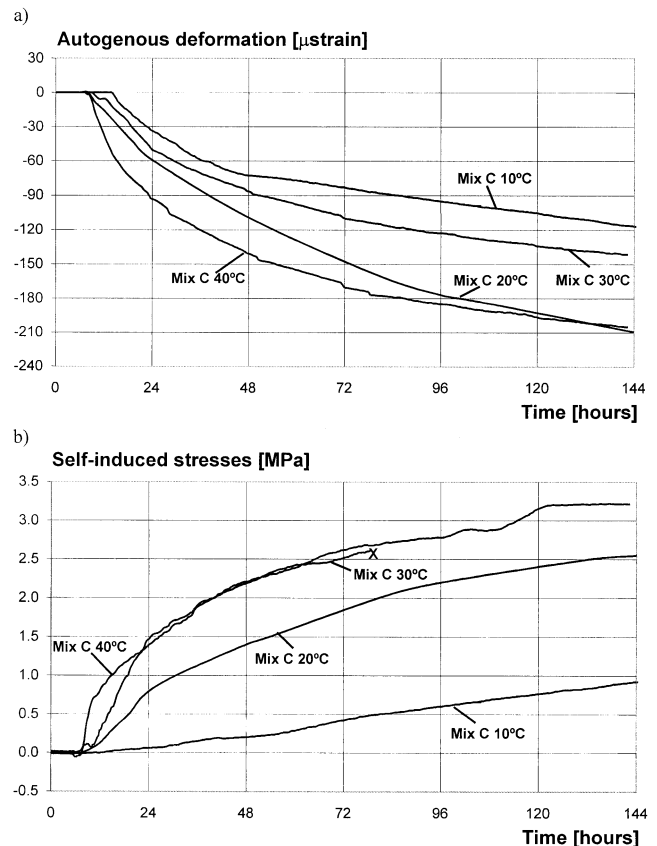 a)
Autogenous deformation [μstrain]
30
0
-30
-60
-90
-120
-150
-180
-210
-240
Mix C 10ºC
Mix C 40ºC
Mix C 20ºC
Mix C 30ºC
0 24 48 72 96 120 144
Time [hours]
b)
Self-induced stresses [MPa]
3.5
3.0
2.5
2.0
1.5
1.0
0.5
0.0
-0.5
X
Mix C 30ºC
Mix C 40ºC
Mix C 20ºC
Mix C 10ºC
0 24 48 72 96 120 144
Time [hours]